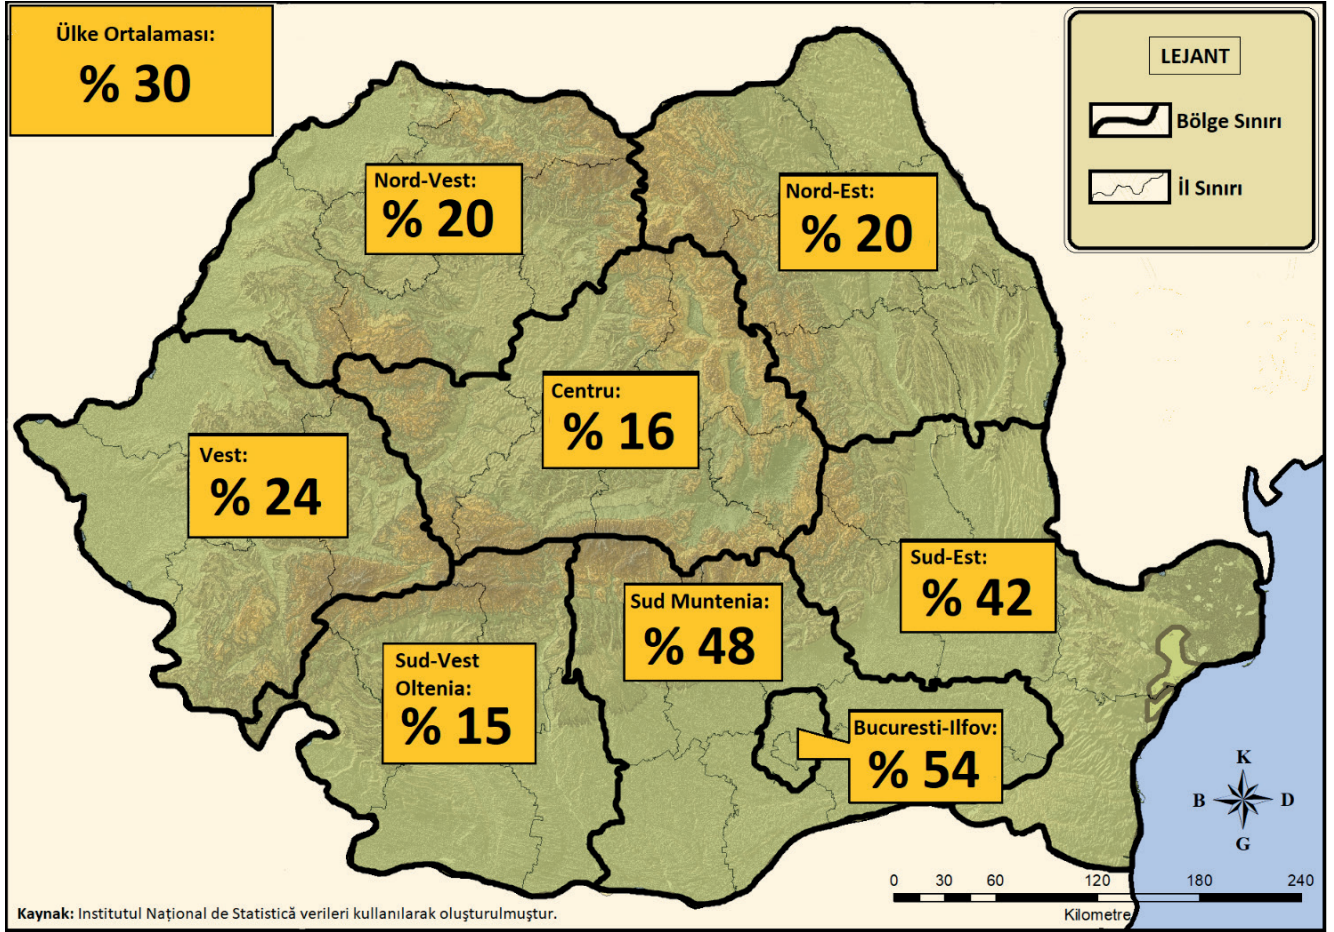 Ülke Ortalaması:
% 30
LEJANT
Bölge Sınırı
İl Sınırı
Nord-Vest:
% 20
Nord-Est:
% 20
Centru:
% 16
Vest:
% 24
Sud-Est:
% 42
Sud Muntenia:
% 48
Sud-Vest
Oltenia:
% 15
Bucuresti-Ilfov:
% 54
K
B D
G
0 30 60 120 180 240
Kilometre
Kaynak: Institutul Național de Statistică verileri kullanılarak oluşturulmuştur.